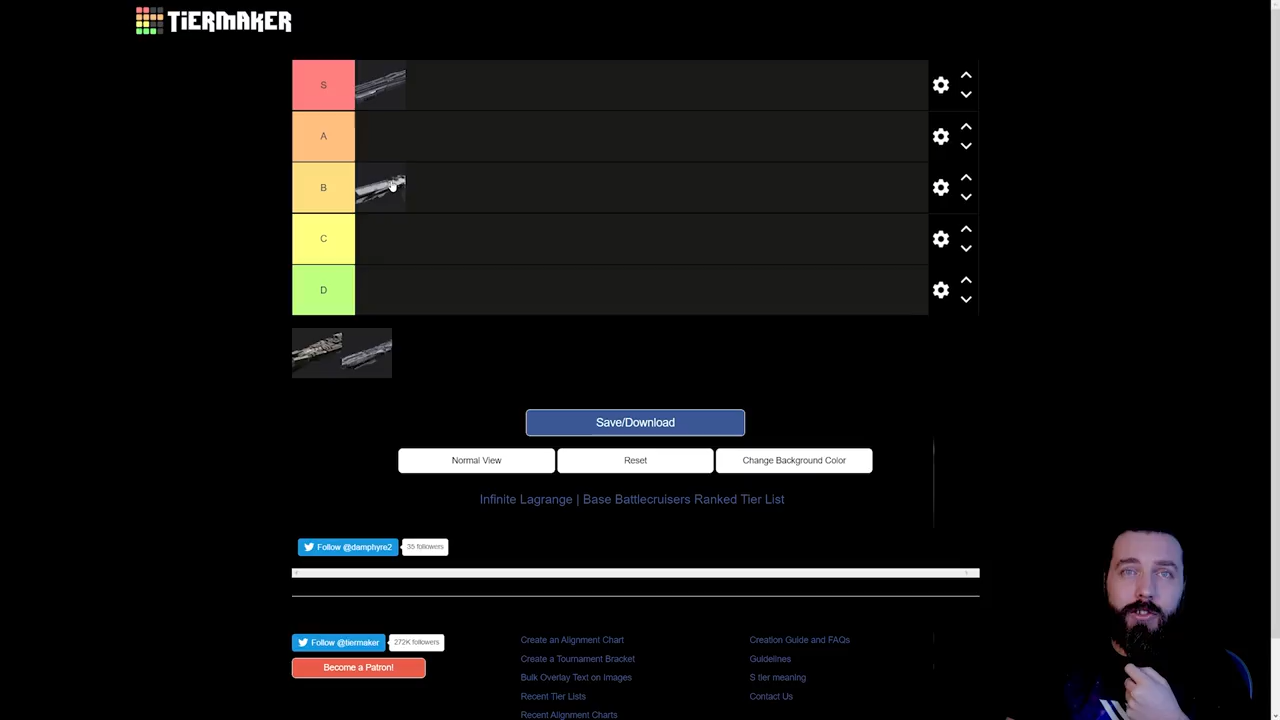 TIERMAKER
S
A
B
C
D
Save/Download
Normal View
Reset
Change Background Color
Infinite Lagrange | Base Battlecruisers Ranked Tier List
Follow @damphyre2
35 followers
Follow @tiermaker
272K followers
Become a Patron!
Create an Alignment Chart
Create a Tournament Bracket
Bulk Overlay Text on Images
Recent Tier Lists
Recent Alignment Charts
Creation Guide and FAQs
Guidelines
S tier meaning
Contact Us